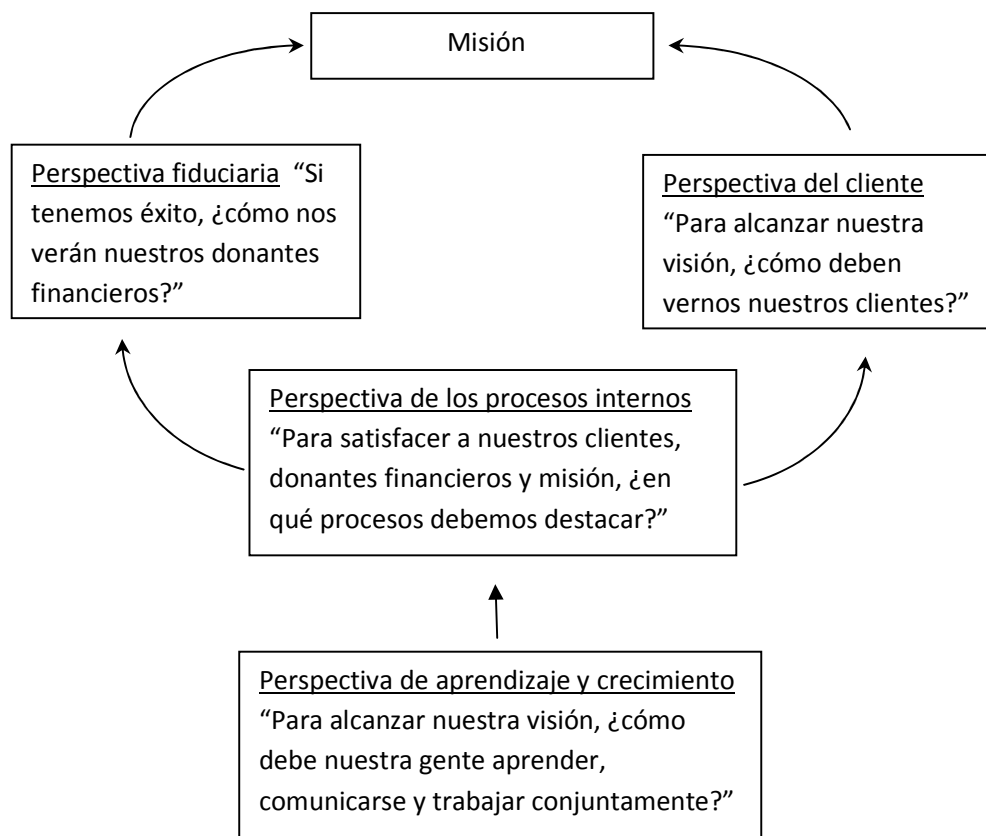 Misión
Perspectiva fiduciaria “Si
tenemos éxito, ¿cómo nos
verán nuestros donantes
financieros?”
Perspectiva del cliente
“Para alcanzar nuestra
visión, ¿cómo deben
vernos nuestros clientes?”
Perspectiva de los procesos internos
“Para satisfacer a nuestros clientes,
donantes financieros y misión, ¿en
qué procesos debemos destacar?”
Perspectiva de aprendizaje y crecimiento
“Para alcanzar nuestra visión, ¿cómo
debe nuestra gente aprender,
comunicarse y trabajar conjuntamente?”